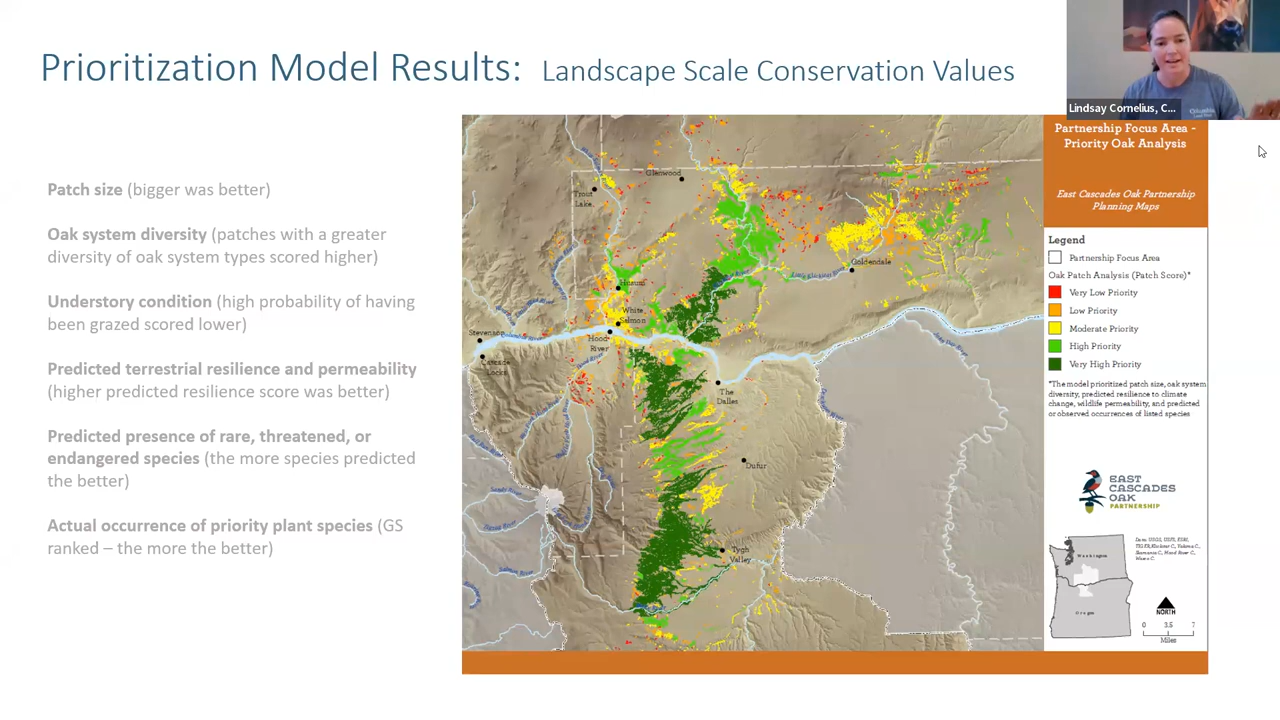 Prioritization Model Results: Landscape Scale Conservation Values
Lindsay Cornelius, C...
Patch size (bigger was better)
Oak system diversity (patches with a greater
diversity of oak system types scored higher)
Understory condition (high probability of having
been grazed scored lower)
Predicted terrestrial resilience and permeability
(higher predicted resilience score was better)
Predicted presence of rare, threatened, or
endangered species (the more species predicted
the better)
Actual occurrence of priority plant species (GS
ranked – the more the better)
Trout
Lake
Glenwood
Goldendale
Husum
White
Salmon
Hood
River
Stevenson
Cascade
Locks
The
Dalles
Dufur
Tygh
Valley
Partnership Focus Area -
Priority Oak Analysis
East Cascades Oak Partnership
Planning Maps
Legend
Partnership Focus Area
Oak Patch Analysis (Patch Score)*
Very Low Priority
Low Priority
Moderate Priority
High Priority
Very High Priority
*The model prioritized patch size, oak system
diversity, predicted resilience to climate
change, wildlife permeability, and predicted
or observed occurrences of listed species
EAST
CASCADES
OAK
PARTNERSHIP
Washington
Oregon
NORTH
0 3.5 7
Miles